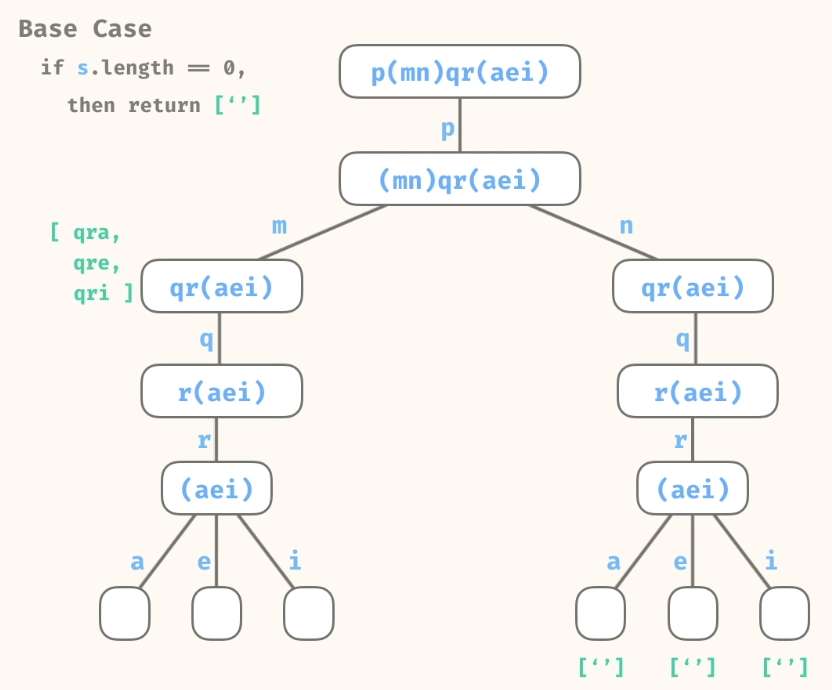 Base Case
if s.length == 0,
then return [‘’]
p(mn)qr(aei)
p
(mn)qr(aei)
m n
[ qra,
qre,
qri ]
qr(aei) qr(aei)
q q
r(aei) r(aei)
r r
(aei) (aei)
a e i a e i
[‘’] [‘’] [‘’]